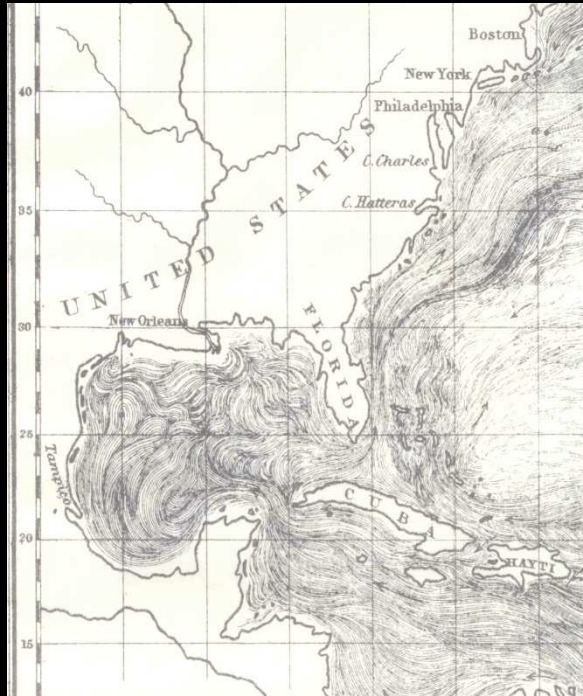 Boston
New York
40
Philadelphia
C. Charles
C. Hatteras
35
UNITED STATES
30
New Orleans
FLORIDA
25
Tampico
CUBA
20
HAYTI
15